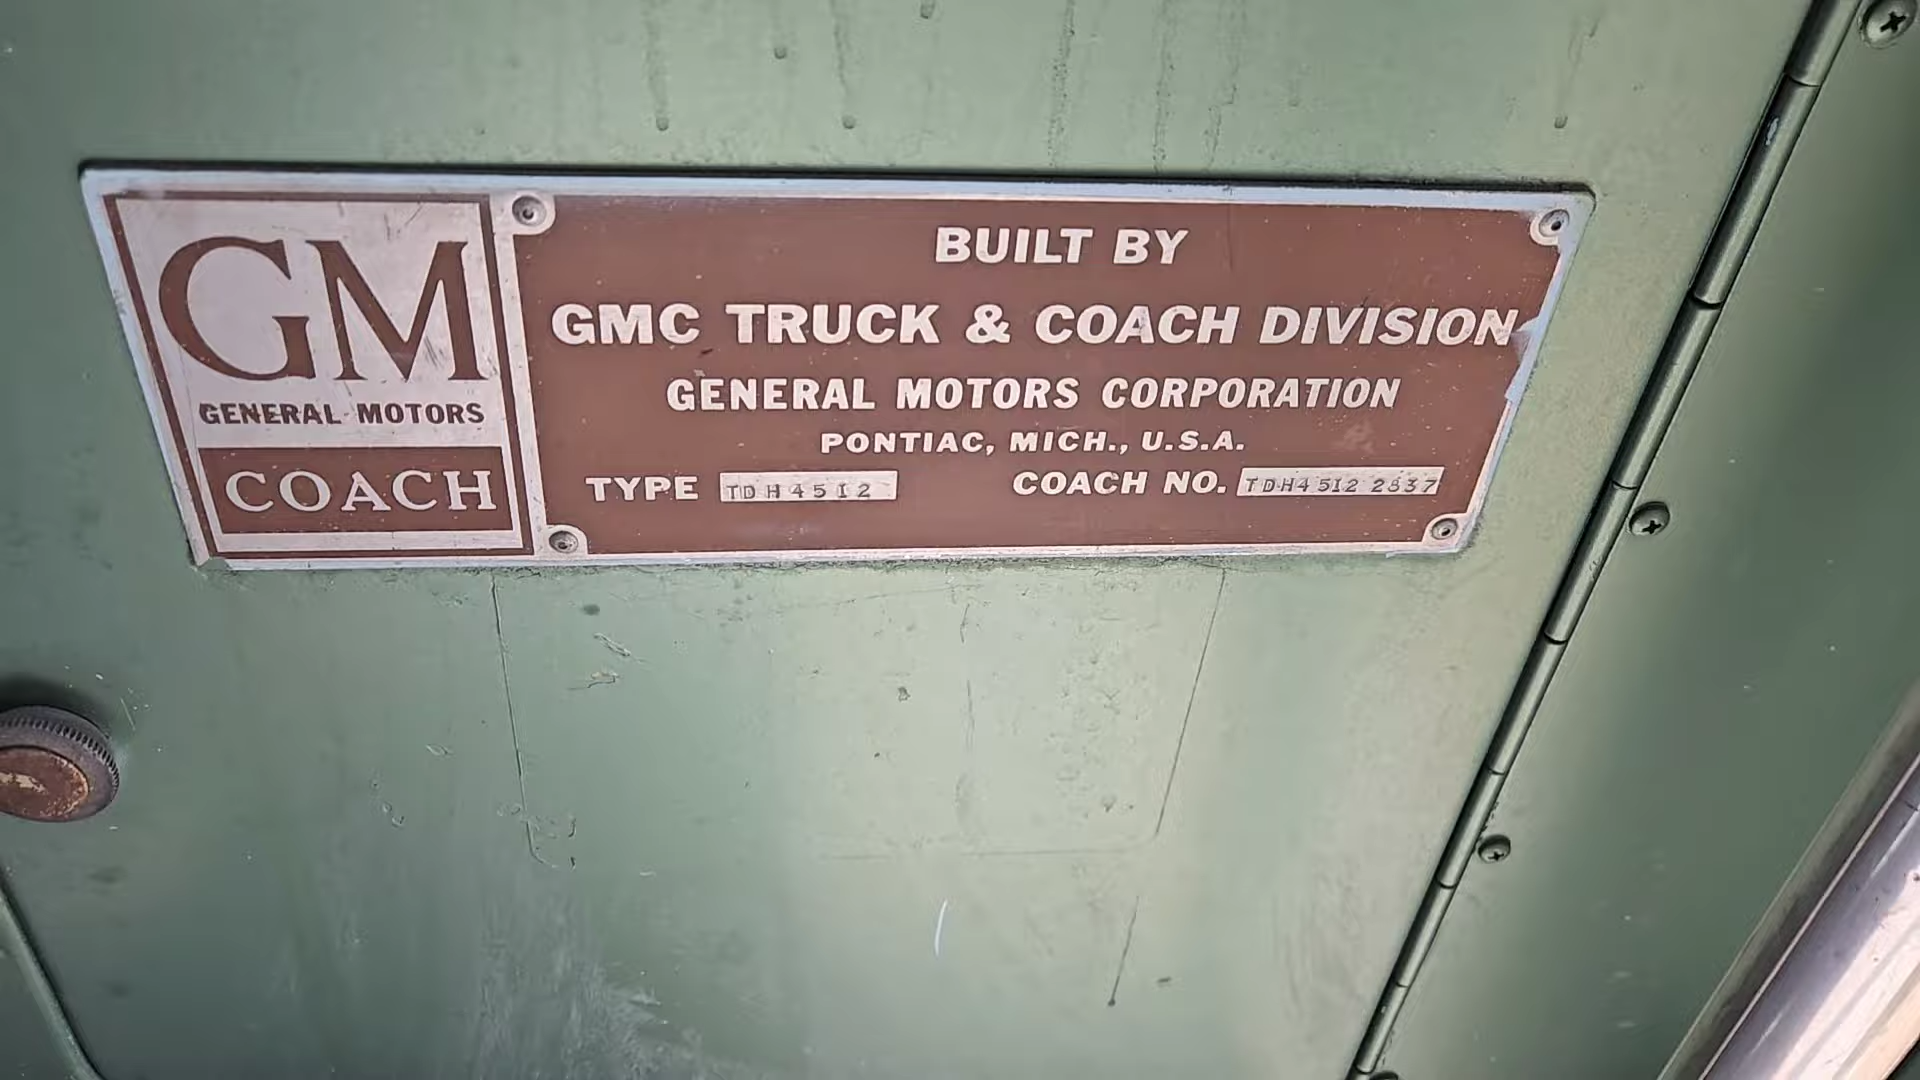 GM
GENERAL MOTORS
COACH
BUILT BY
GMC TRUCK & COACH DIVISION
GENERAL MOTORS CORPORATION
PONTIAC, MICH., U.S.A.
TYPE TDH4512 COACH NO. TDH4512 2837